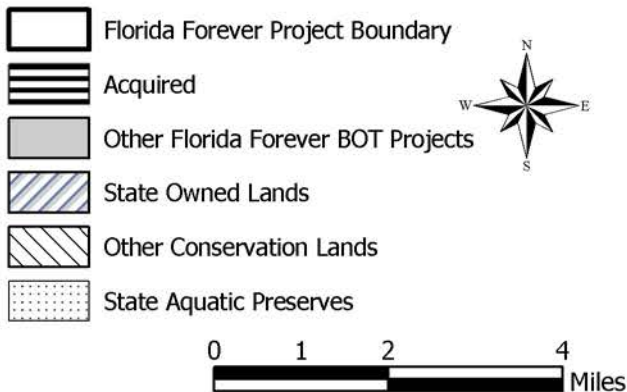 Florida Forever Project Boundary
Acquired
Other Florida Forever BOT Projects
State Owned Lands
Other Conservation Lands
State Aquatic Preserves
N
W E
S
0 1 2 4
Miles